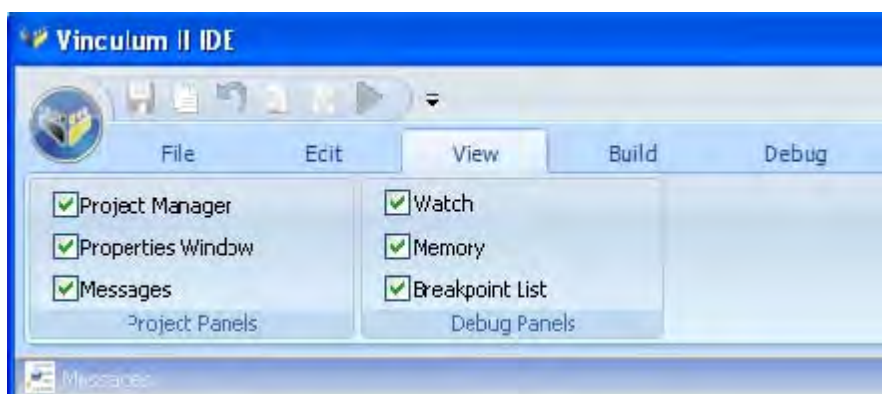 Vinculum II IDE
File Edit View Build Debug
Project Manager Watch
Properties Window Memory
Messages Breakpoint List
Project Panels Debug Panels
Messages